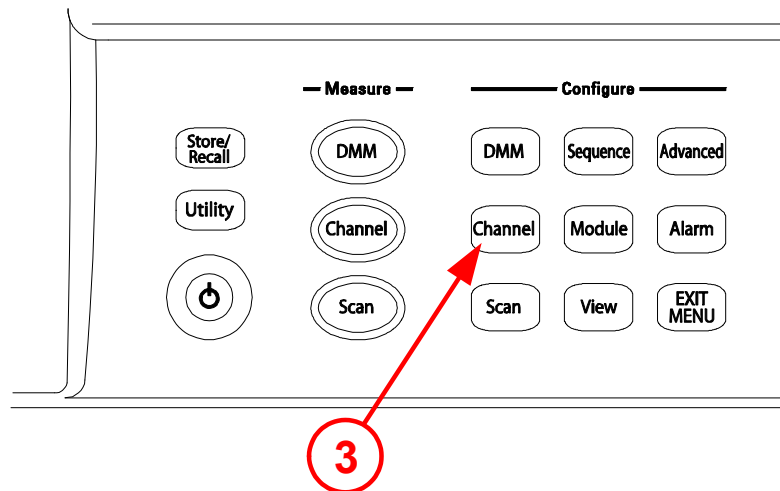 Measure
Configure
Store/
Recall
DMM
DMM
Sequence
Advanced
Utility
Channel
Channel
Module
Alarm
Scan
Scan
View
EXIT
MENU
3